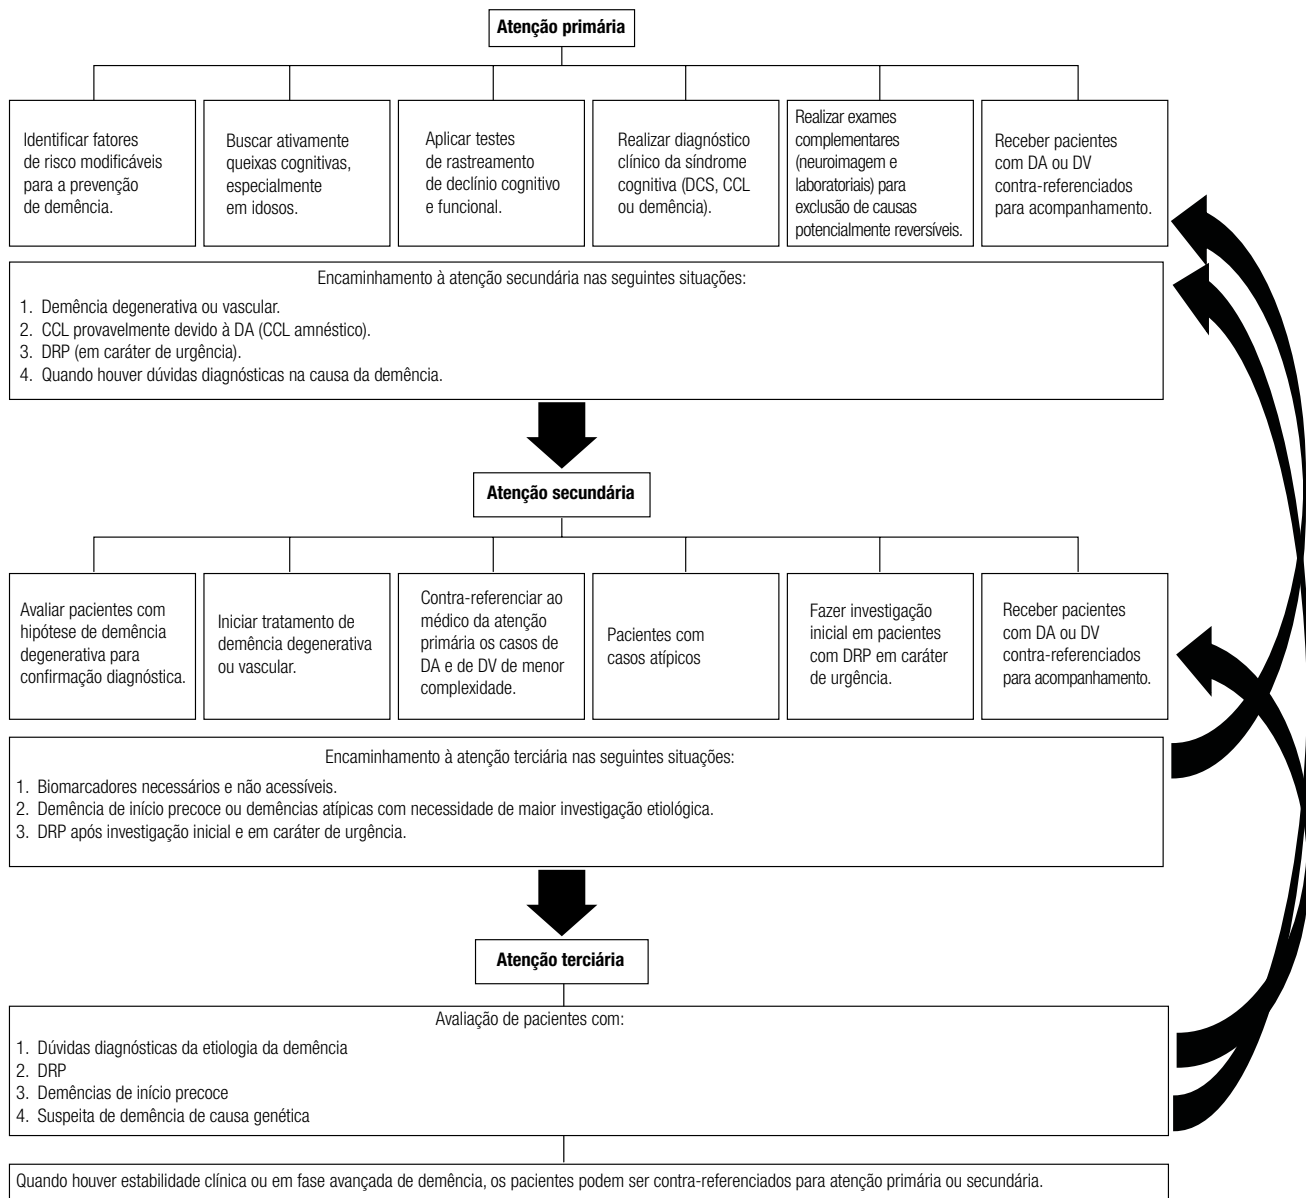 Atenção primária
Identificar fatores
de risco modificáveis
para a prevenção
de demência.
Buscar ativamente
queixas cognitivas,
especialmente
em idosos.
Aplicar testes
de rastreamento
de declínio cognitivo
e funcional.
Realizar diagnóstico
clínico da síndrome
cognitiva (DCS, CCL
ou demência).
Realizar exames
complementares
(neuroimagem e
laboratoriais) para
exclusão de causas
potencialmente reversíveis.
Receber pacientes
com DA ou DV
contra-referenciados
para acompanhamento.
Encaminhamento à atenção secundária nas seguintes situações:
1. Demência degenerativa ou vascular.
2. CCL provavelmente devido à DA (CCL amnéstico).
3. DRP (em caráter de urgência).
4. Quando houver dúvidas diagnósticas na causa da demência.
Atenção secundária
Avaliar pacientes com
hipótese de demência
degenerativa para
confirmação diagnóstica.
Iniciar tratamento de
demência degenerativa
ou vascular.
Contra-referenciar ao
médico da atenção
primária os casos de
DA e de DV de menor
complexidade.
Pacientes com
casos atípicos
Fazer investigação
inicial em pacientes
com DRP em caráter
de urgência.
Receber pacientes
com DA ou DV
contra-referenciados
para acompanhamento.
Encaminhamento à atenção terciária nas seguintes situações:
1. Biomarcadores necessários e não acessíveis.
2. Demência de início precoce ou demências atípicas com necessidade de maior investigação etiológica.
3. DRP após investigação inicial e em caráter de urgência.
Atenção terciária
Avaliação de pacientes com:
1. Dúvidas diagnósticas da etiologia da demência
2. DRP
3. Demências de início precoce
4. Suspeita de demência de causa genética
Quando houver estabilidade clínica ou em fase avançada de demência, os pacientes podem ser contra-referenciados para atenção primária ou secundária.